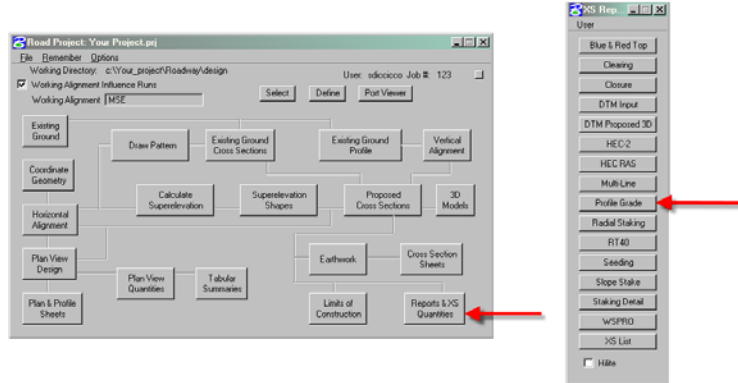 Road Project: Your Project.prj
File Remember Options
Working Directory: c:\Your_project\Roadway\design
User: sdiccicco Job #: 123
Working Alignment Influence Runs
Working Alignment MSE
Select Define Port Viewer
Existing
Ground
Draw Pattern
Existing Ground
Cross Sections
Existing Ground
Profile
Vertical
Alignment
Coordinate
Geometry
Calculate
Superelevation
Superelevation
Shapes
Proposed
Cross Sections
3D
Models
Horizontal
Alignment
Plan View
Design
Plan View
Quantities
Tabular
Summaries
Earthwork
Cross Section
Sheets
Plan & Profile
Sheets
Limits of
Construction
Reports & XS
Quantities
XS Rep...
User
Blue & Red Top
Clearing
Closure
DTM Input
DTM Proposed 3D
HEC-2
HEC RAS
Multi-Line
Profile Grade
Radial Staking
RT40
Seeding
Slope Stake
Staking Detail
WSPRO
XS List
Hilite